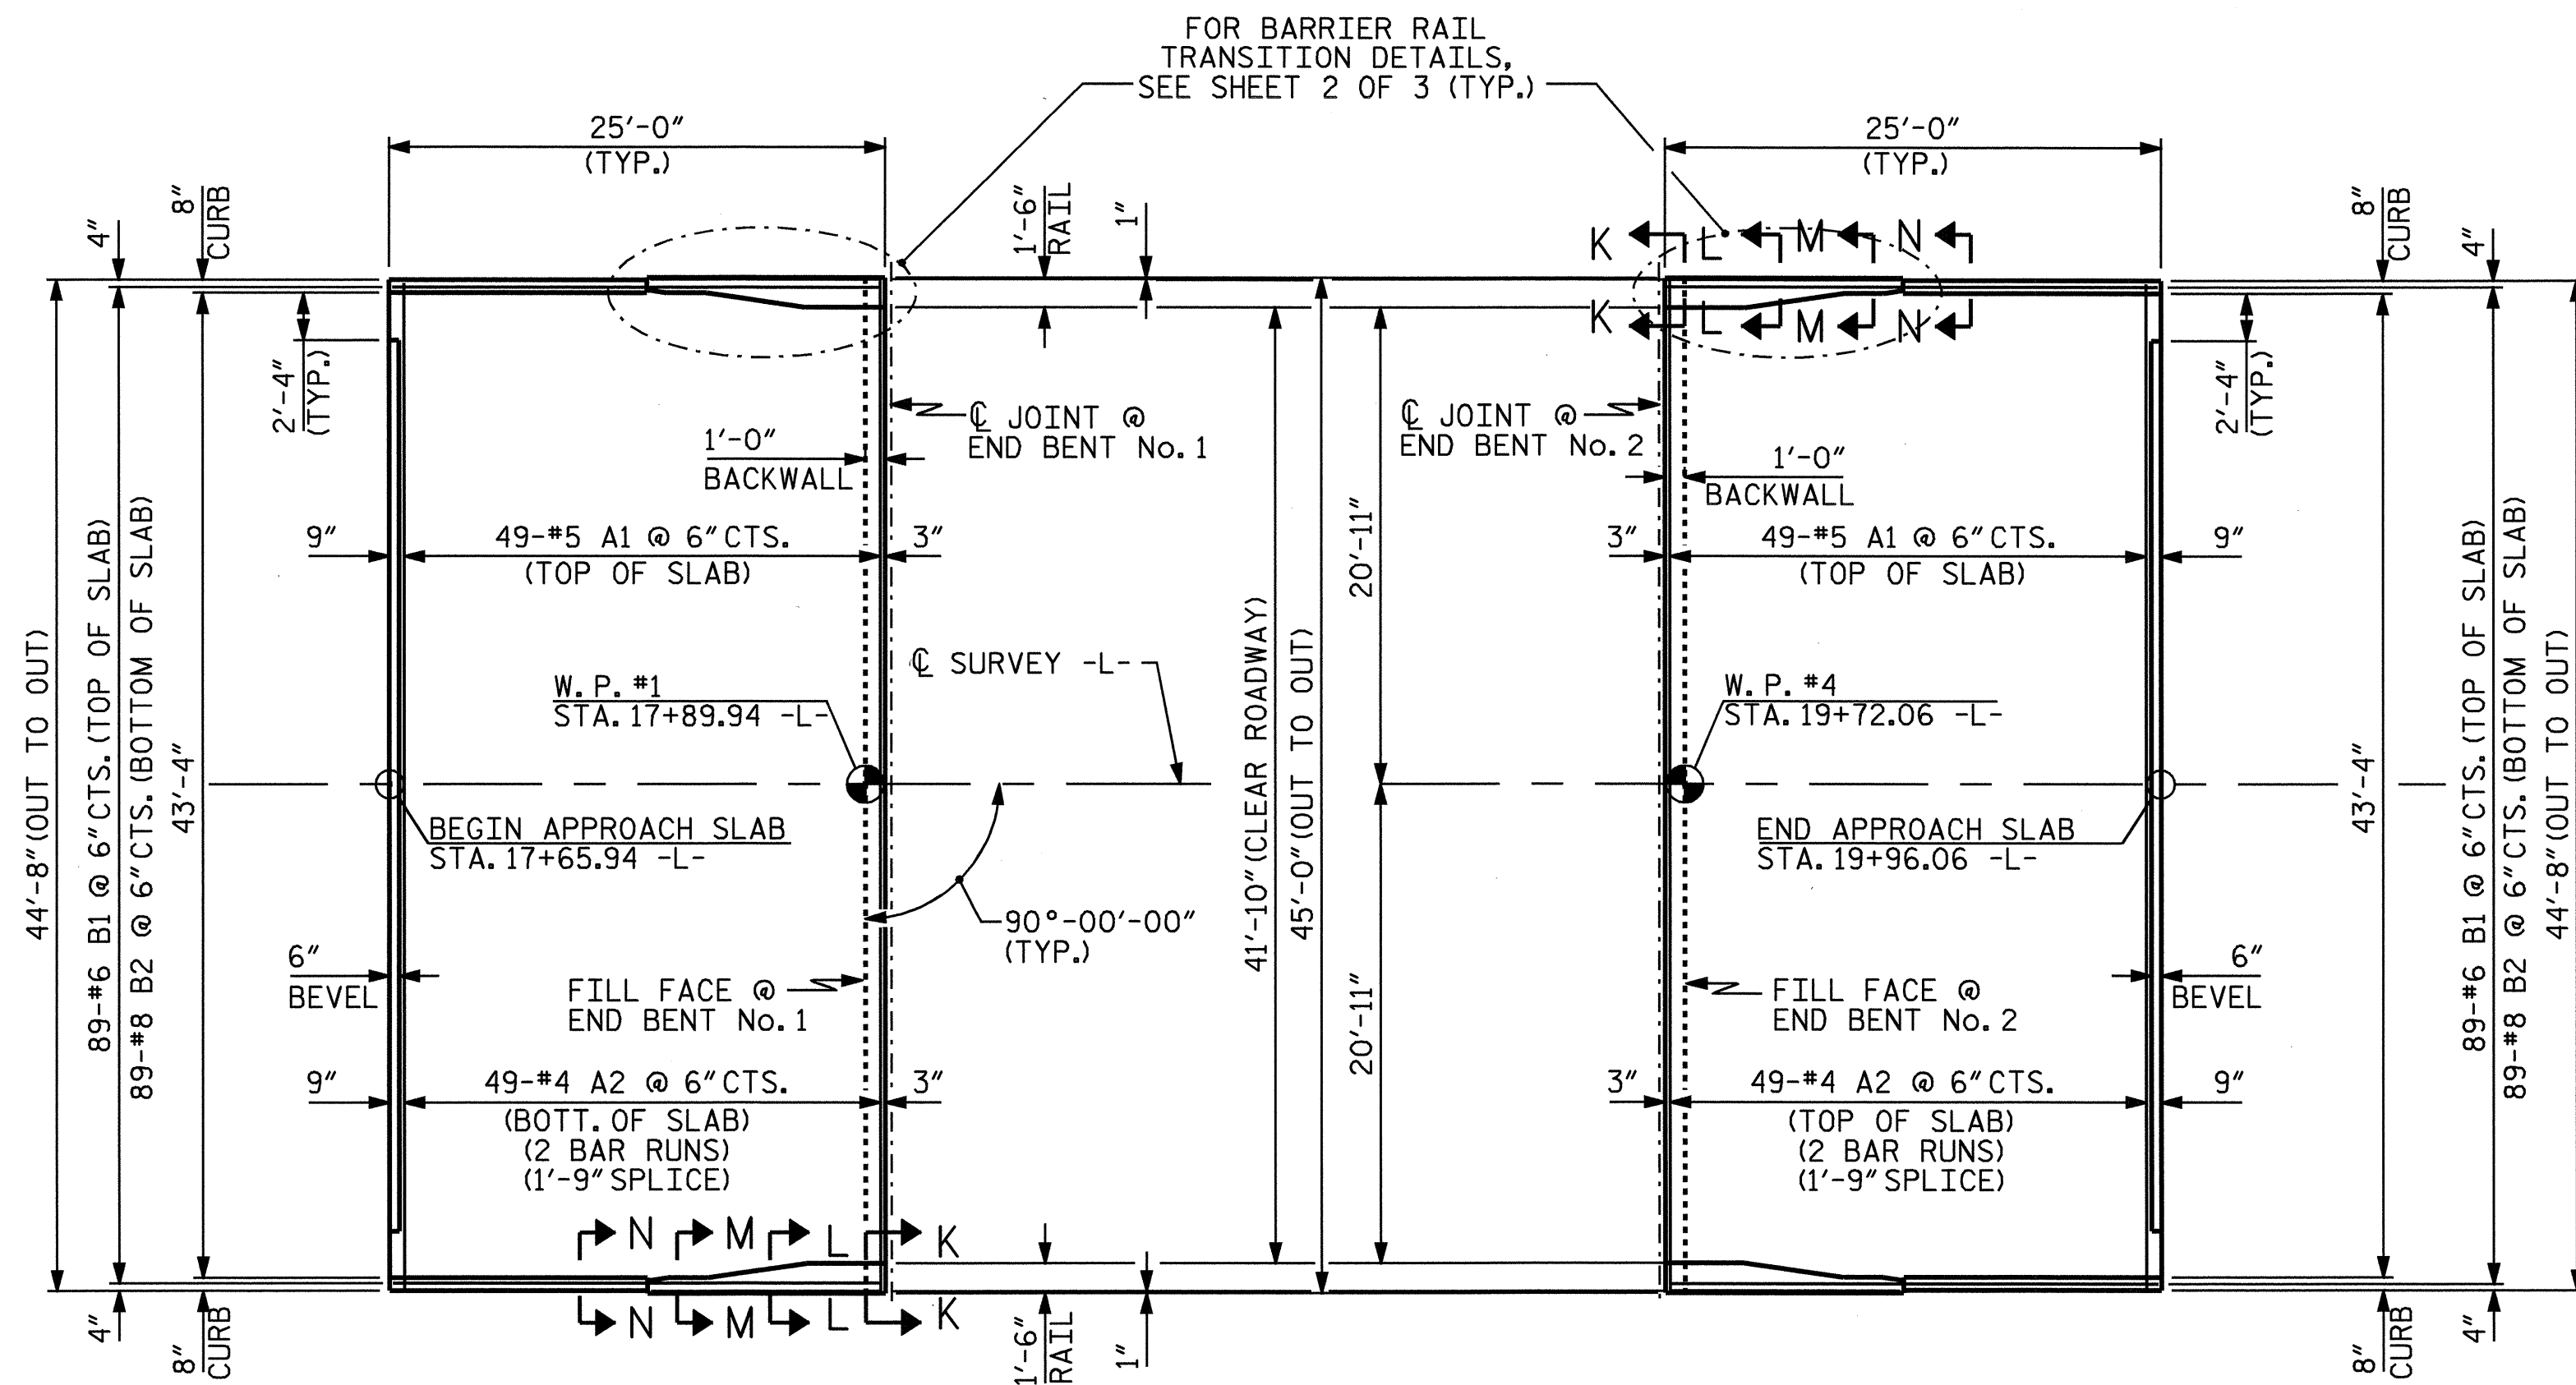 FOR BARRIER RAIL
TRANSITION DETAILS,
SEE SHEET 2 OF 3 (TYP.)
25'-0"
(TYP.)
25'-0"
(TYP.)
4"
8"
CURB
1'-6"
RAIL
1"
K L M N
K L M N
8"
CURB
4"
2'-4"
(TYP.)
2'-4"
(TYP.)
℄ JOINT @
END BENT No. 1
℄ JOINT @
END BENT No. 2
1'-0"
BACKWALL
1'-0"
BACKWALL
9"
49-#5 A1 @ 6" CTS.
(TOP OF SLAB)
3"
3"
49-#5 A1 @ 6" CTS.
(TOP OF SLAB)
9"
44'-8" (OUT TO OUT)
89-#6 B1 @ 6" CTS. (TOP OF SLAB)
89-#8 B2 @ 6" CTS. (BOTTOM OF SLAB)
43'-4"
W. P. #1
STA. 17+89.94 -L-
℄ SURVEY -L-
41'-10" (CLEAR ROADWAY)
45'-0" (OUT TO OUT)
20'-11"
20'-11"
W. P. #4
STA. 19+72.06 -L-
43'-4"
89-#6 B1 @ 6" CTS. (TOP OF SLAB)
89-#8 B2 @ 6" CTS. (BOTTOM OF SLAB)
44'-8" (OUT TO OUT)
BEGIN APPROACH SLAB
STA. 17+65.94 -L-
END APPROACH SLAB
STA. 19+96.06 -L-
90°-00'-00"
(TYP.)
6"
BEVEL
FILL FACE @
END BENT No. 1
FILL FACE @
END BENT No. 2
6"
BEVEL
9"
49-#4 A2 @ 6" CTS.
(BOTT. OF SLAB)
(2 BAR RUNS)
(1'-9" SPLICE)
3"
3"
49-#4 A2 @ 6" CTS.
(TOP OF SLAB)
(2 BAR RUNS)
(1'-9" SPLICE)
9"
N M L K
N M L K
4"
8"
CURB
1'-6"
RAIL
1"
8"
CURB
4"